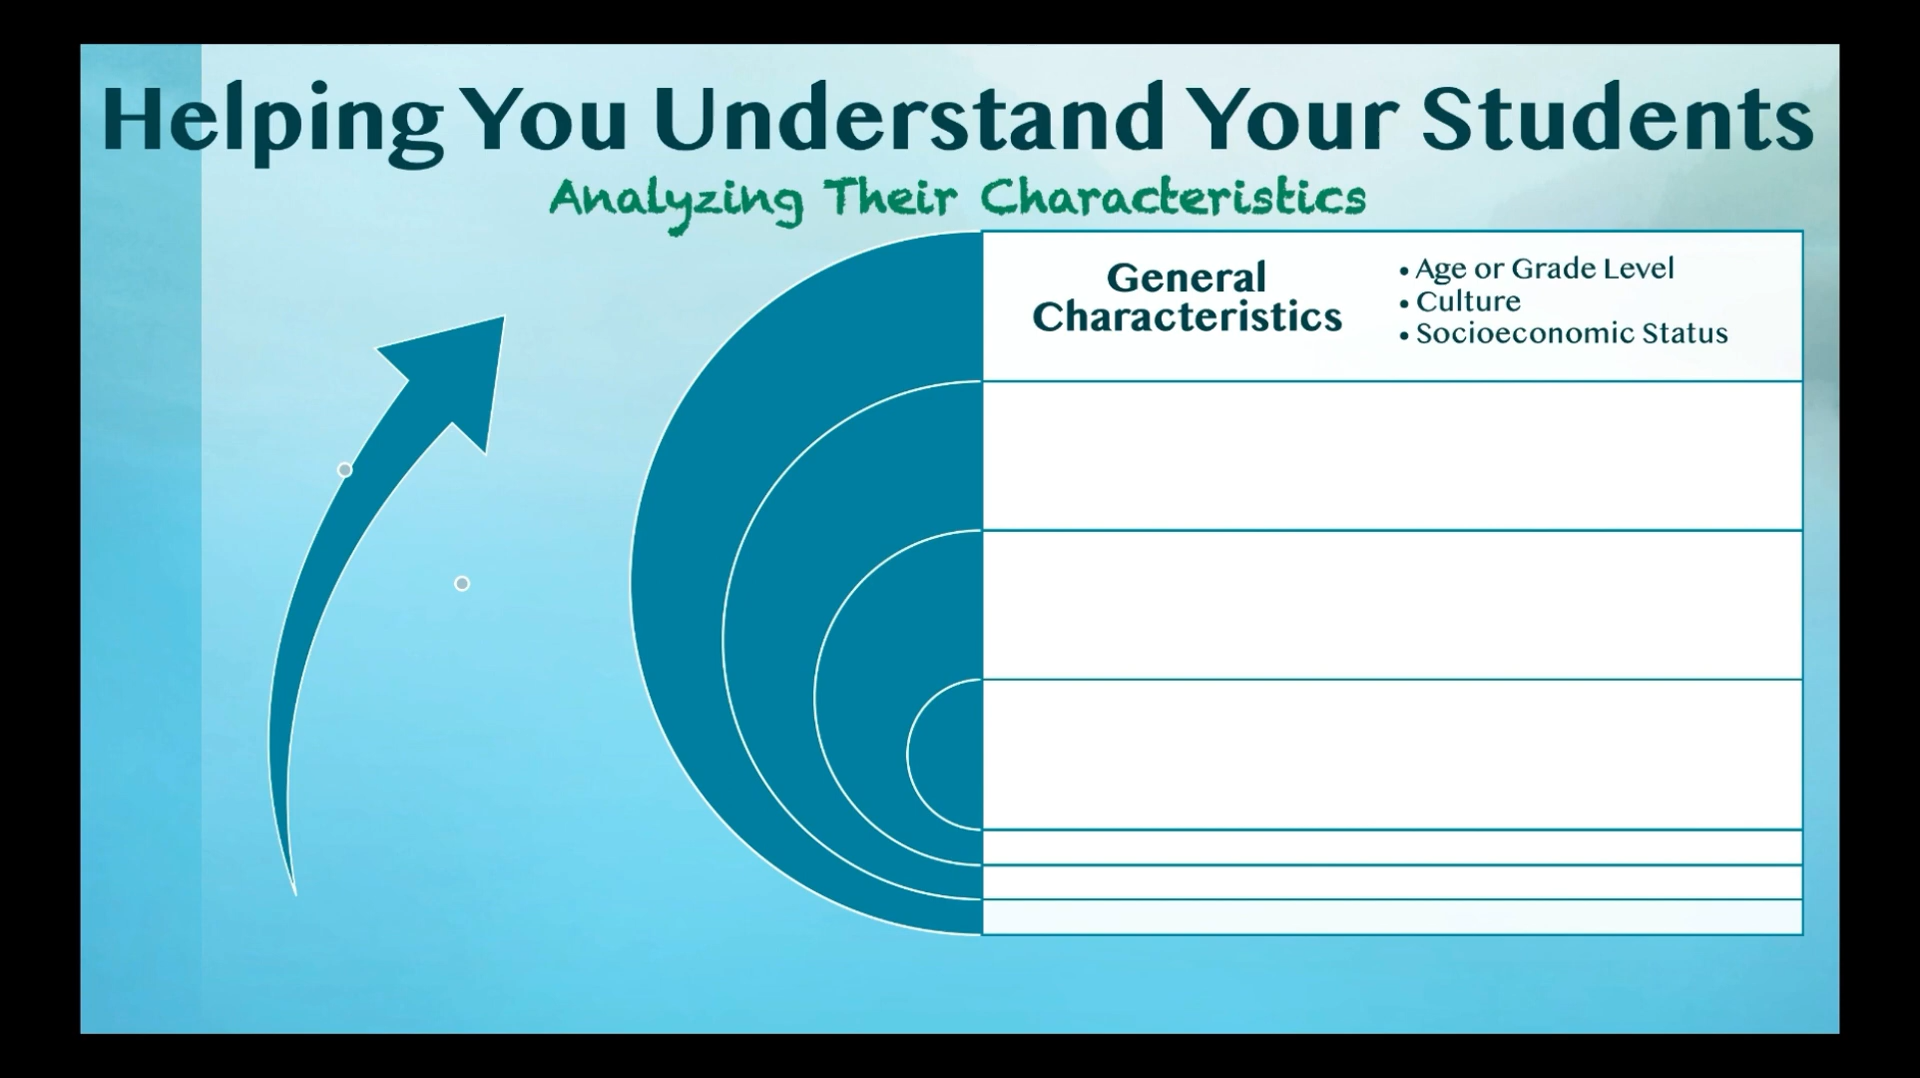 Helping You Understand Your Students
Analyzing Their Characteristics
General
Characteristics
• Age or Grade Level
• Culture
• Socioeconomic Status